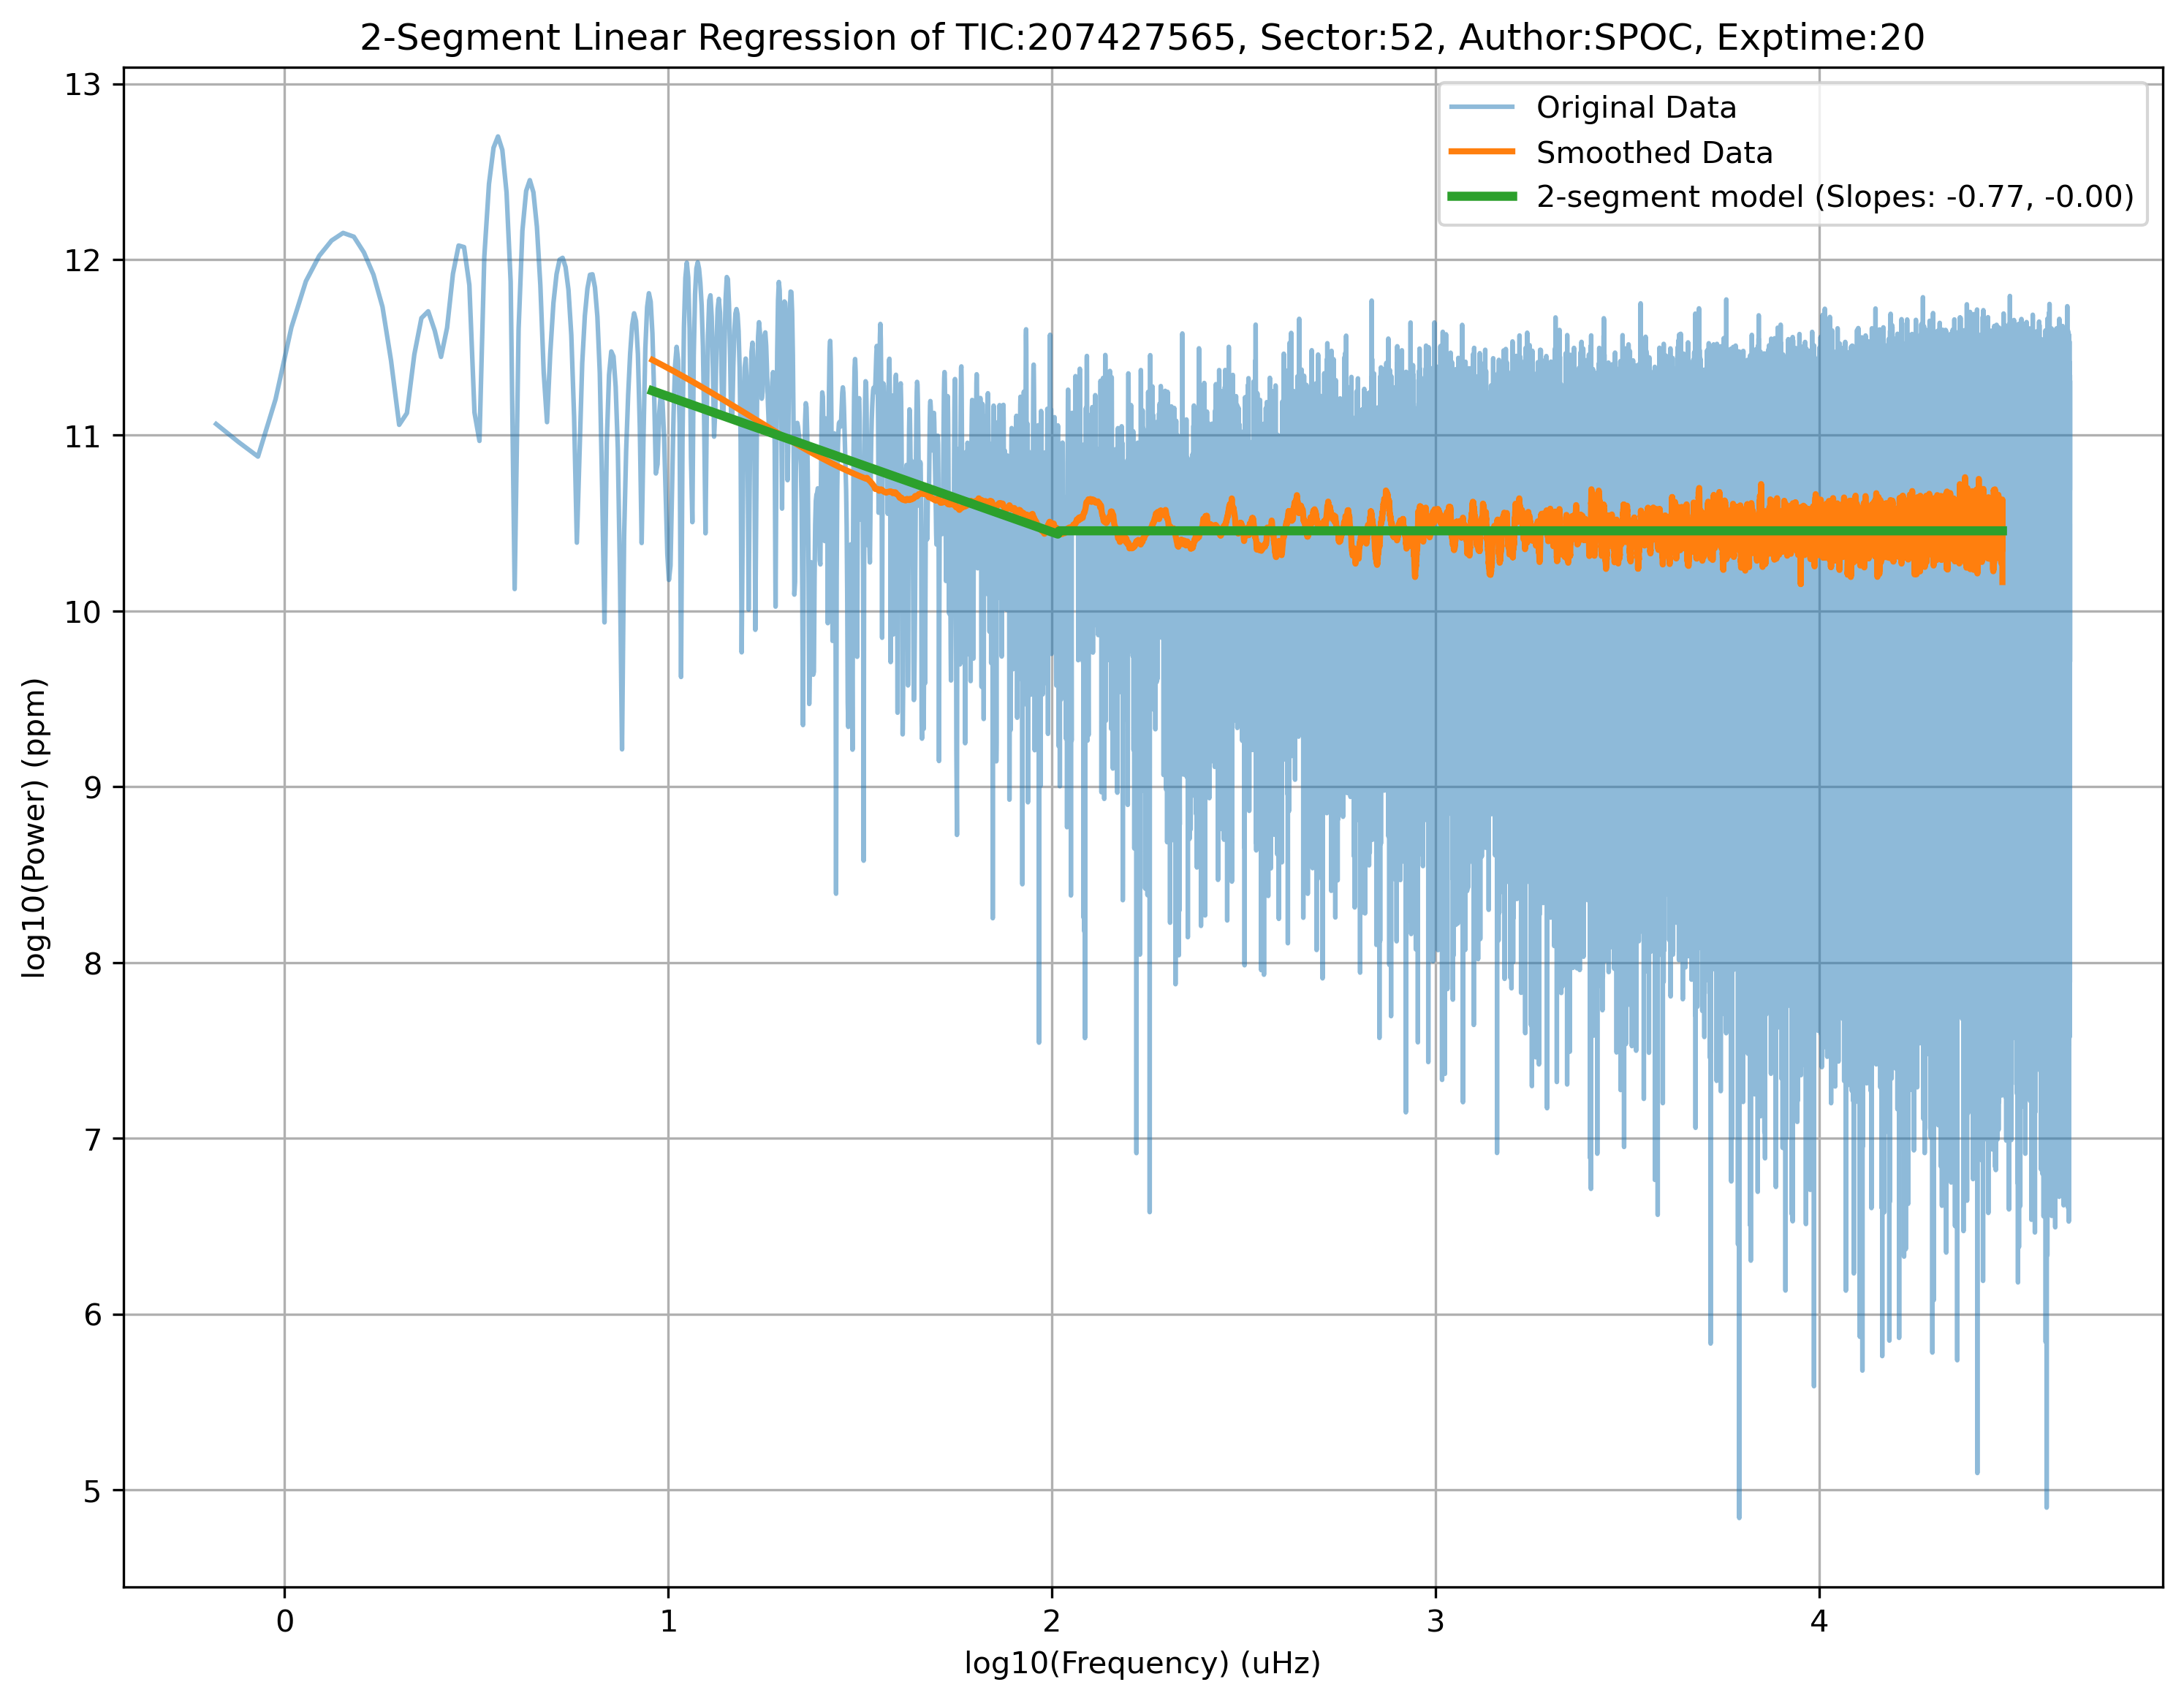 2-Segment Linear Regression of TIC:207427565, Sector:52, Author:SPOC, Exptime:20
Original Data
Smoothed Data
2-segment model (Slopes: -0.77, -0.00)
log10(Power) (ppm)
13
12
11
10
9
8
7
6
5
0 1 2 3 4
log10(Frequency) (uHz)